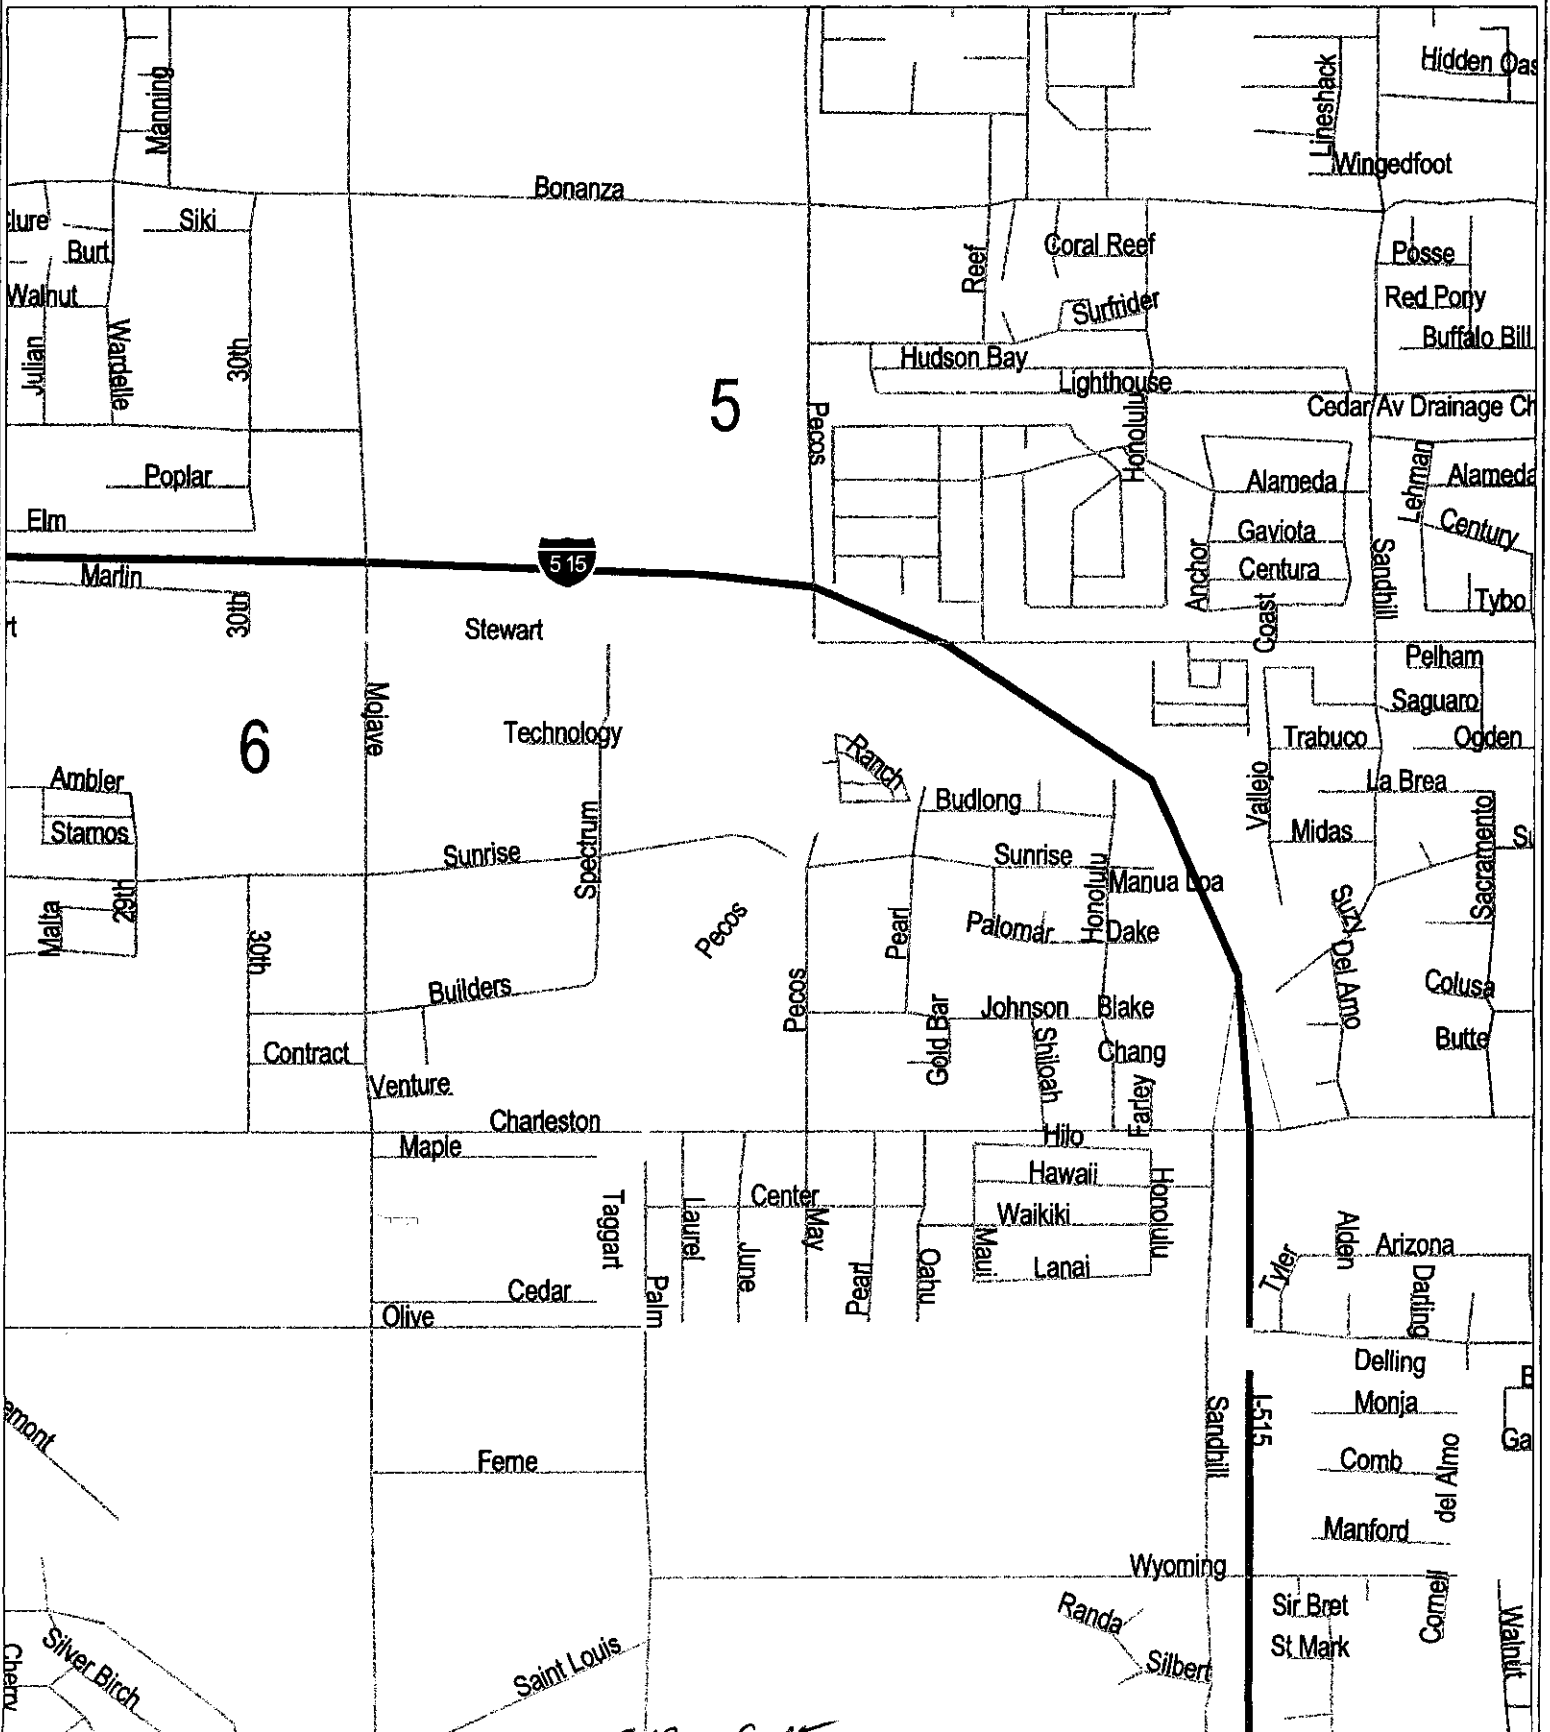 Hidden Oas
Manning
Lineshack
Wingedfoot
Bonanza
Siki
Burt
Coral Reef
Reef
Posse
Walnut
Surfrider
Red Pony
Julian
Wardelle
30th
Hudson Bay
Buffalo Bill
Lighthouse
5
Pecos
Honolulu
Cedar Av Drainage Ch
Poplar
Alameda
Lehman
Alameda
Elm
Gaviota
Century
515
Marlin
Anchor
Centura
Sandhill
30th
Stewart
Coast
Tybo
Pelham
Mojave
Saguaro
6
Technology
Ranch
Trabuco
Ogden
Ambler
Vallejo
La Brea
Stamos
Budlong
Midas
Sacramento
Sunrise
Spectrum
Sunrise
Manua Loa
29th
Honolulu
Malta
30th
Pecos
Pearl
Palomar
Dake
Suzy
Del Amo
Builders
Pecos
Gold Bar
Johnson
Blake
Colusa
Contract
Shiloah
Chang
Butte
Venture
Farley
Charleston
Maple
Hilo
Hawaii
Honolulu
Taggart
Laurel
Center
May
Waikiki
Maui
Alden
Arizona
June
Oahu
Lanai
Tyler
Darling
Cedar
Palm
Pearl
Olive
Delling
emont
Sandhill
I-515
Monja
Ga
Ferne
Comb
del Almo
Manford
Wyoming
Randa
Sir Bret
Cornell
Walnut
Cherry
Silver Birch
Saint Louis
Silbert
St Mark